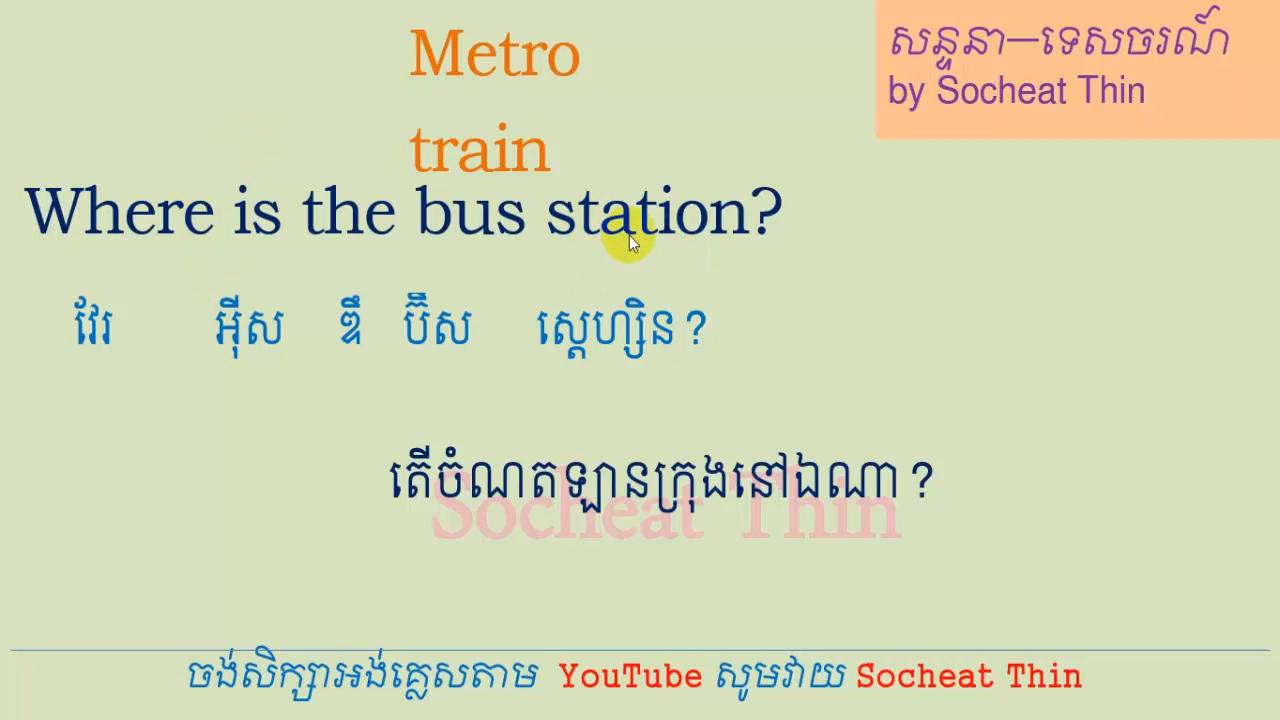 Metro
train
សន្ទនា—ទេសចរណ៍
by Socheat Thin
Where is the bus station?
វែរ អ៊ីស ឌឹ ប៊ឺស ស្តេហ្សិន?
តើចំណតឡានក្រុងនៅឯណា?
Socheat Thin
ចង់សិក្សាអង់គ្លេសតាម YouTube សូមវាយ Socheat Thin